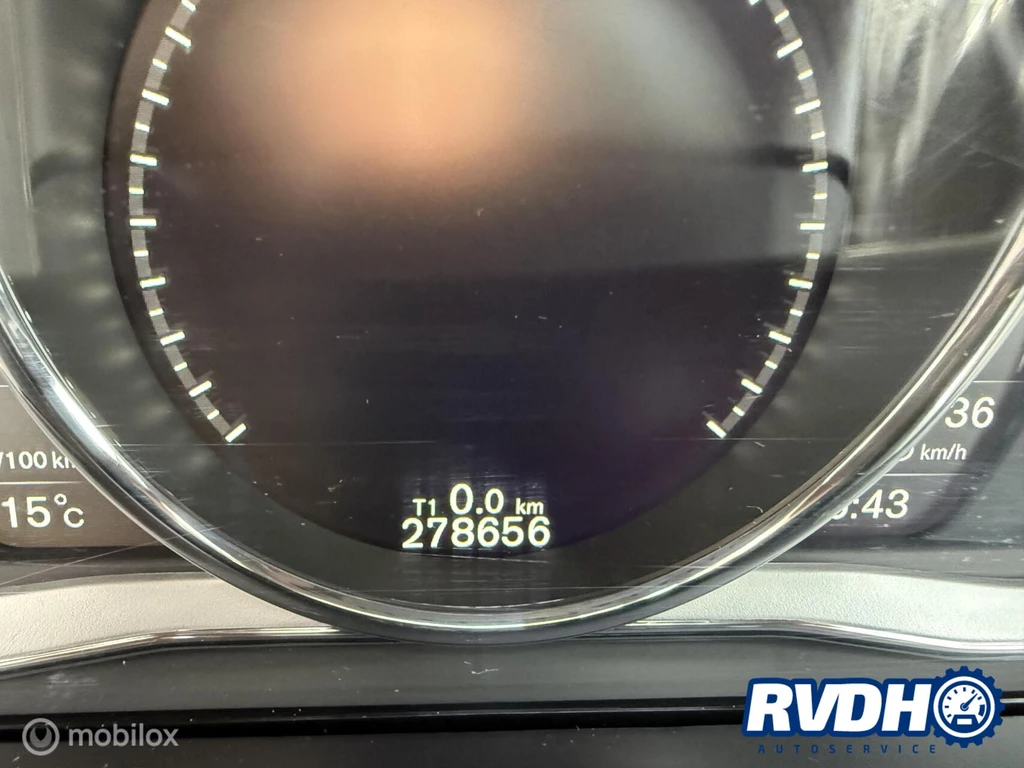 36
/100 km
km/h
15°C
:43
T1 0.0 km
278656
RVDH
AUTOSERVICE
mobilox